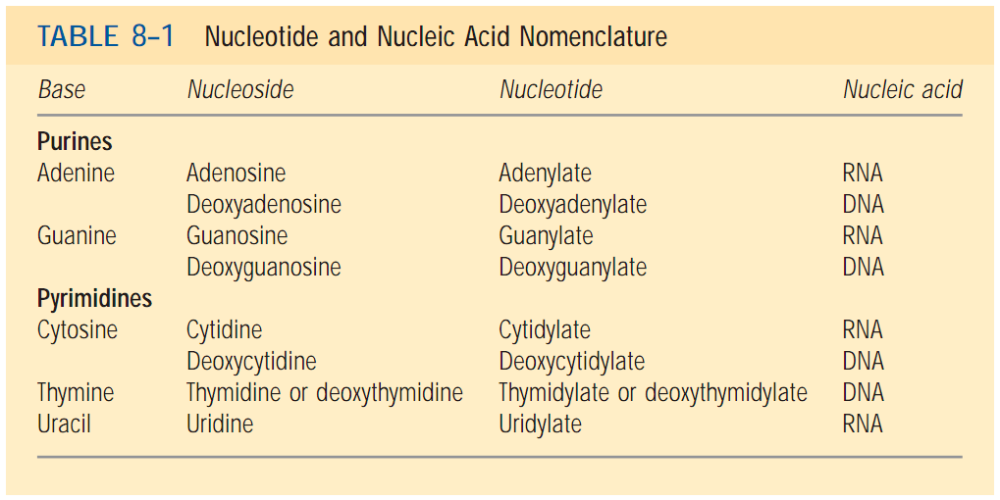 TABLE 8–1 Nucleotide and Nucleic Acid Nomenclature
Base Nucleoside Nucleotide Nucleic acid
Purines
Adenine Adenosine Adenylate RNA
Deoxyadenosine Deoxyadenylate DNA
Guanine Guanosine Guanylate RNA
Deoxyguanosine Deoxyguanylate DNA
Pyrimidines
Cytosine Cytidine Cytidylate RNA
Deoxycytidine Deoxycytidylate DNA
Thymine Thymidine or deoxythymidine Thymidylate or deoxythymidylate DNA
Uracil Uridine Uridylate RNA